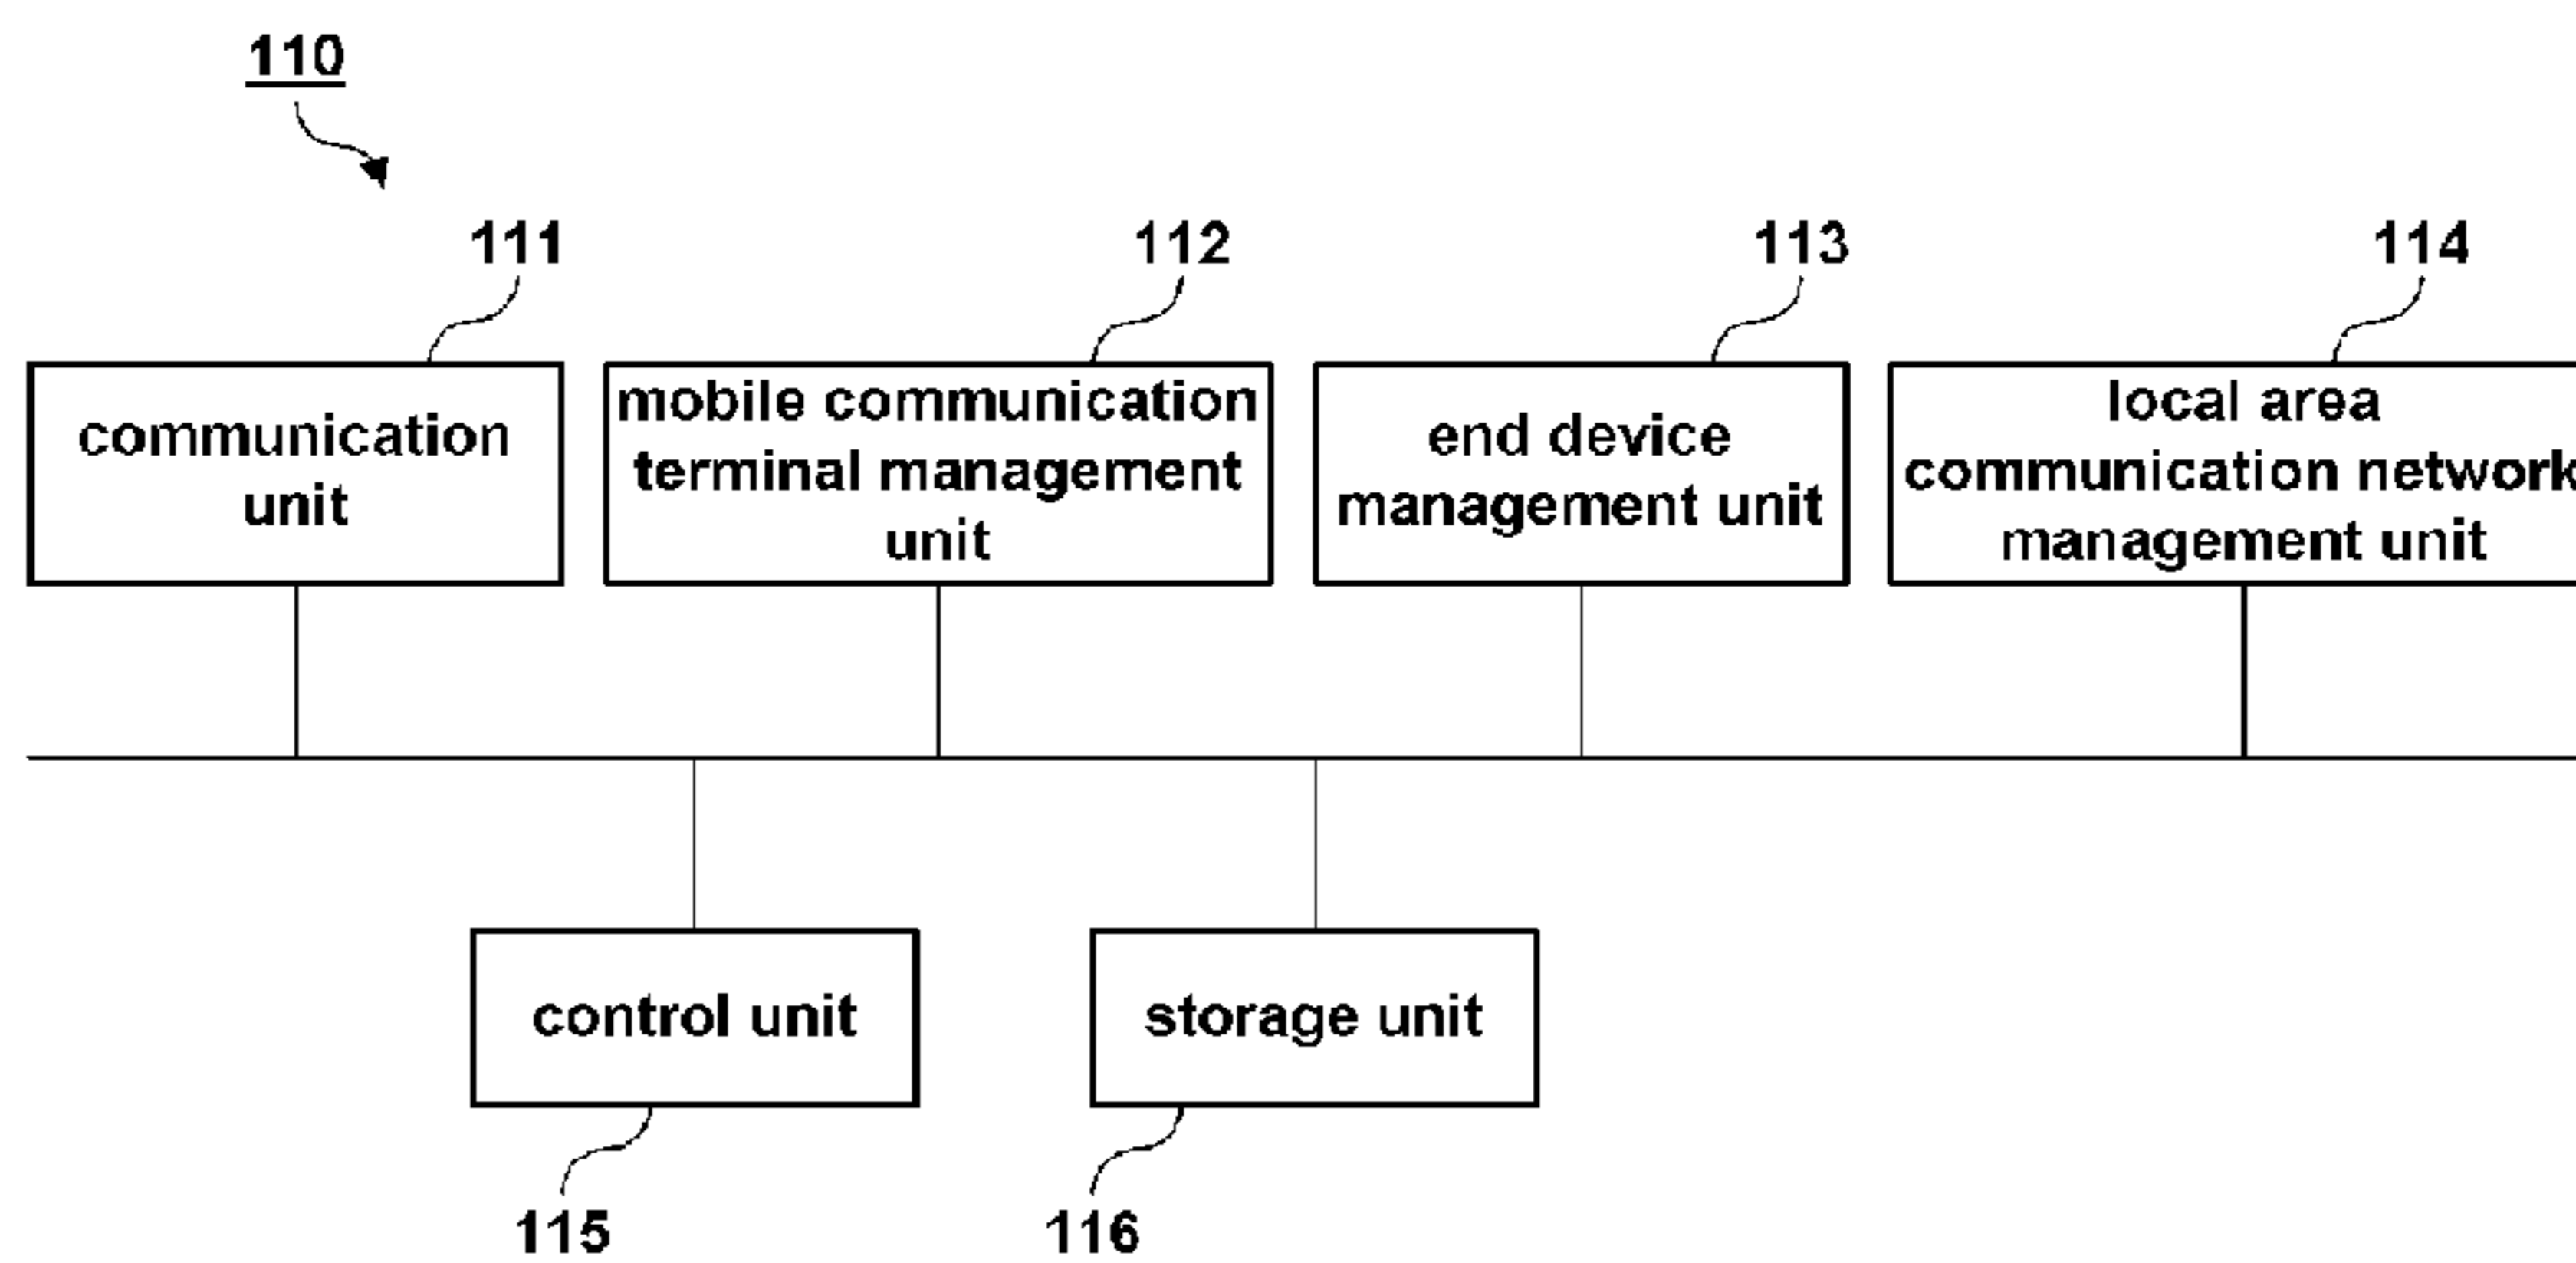 110
111
112
113
114
communication
unit
mobile communication
terminal management
unit
end device
management unit
local area
communication network
management unit
control unit
storage unit
115
116